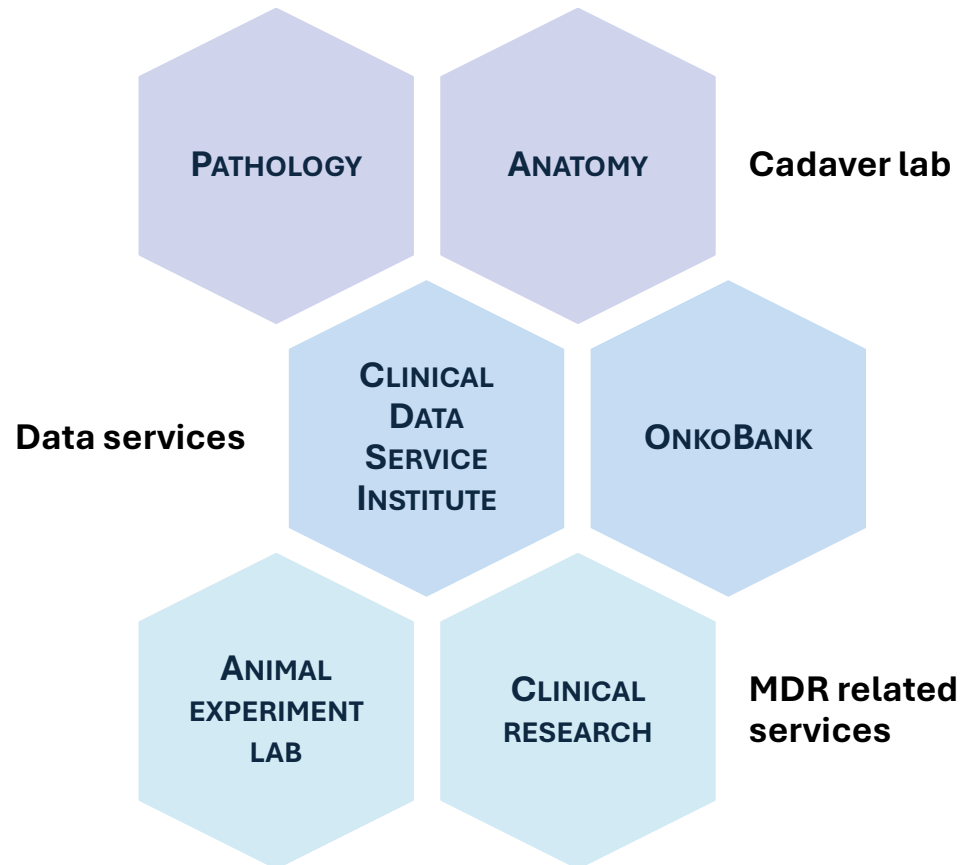 PATHOLOGY
ANATOMY
Cadaver lab
Data services
CLINICAL
DATA
SERVICE
INSTITUTE
ONKOBANK
ANIMAL
EXPERIMENT
LAB
CLINICAL
RESEARCH
MDR related
services